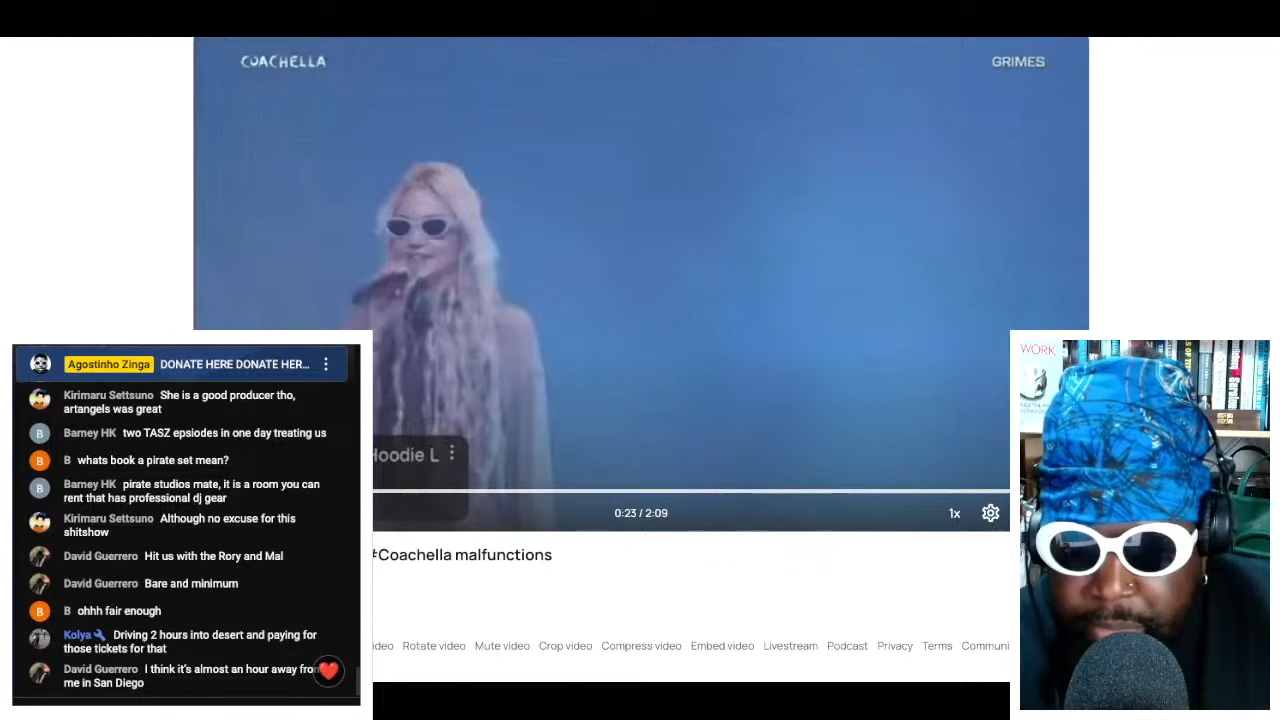 COACHELLA
GRIMES
Hoodie L
0:23 / 2:09
1x
#Coachella malfunctions
Rotate video Mute video Crop video Compress video Embed video Livestream Podcast Privacy Terms Communi
Agostinho Zinga DONATE HERE DONATE HER...
Kirimaru Settsuno She is a good producer tho,
artangels was great
Barney HK two TASZ epsiodes in one day treating us
B whats book a pirate set mean?
Barney HK pirate studios mate, it is a room you can
rent that has professional dj gear
Kirimaru Settsuno Although no excuse for this
shitshow
David Guerrero Hit us with the Rory and Mal
David Guerrero Bare and minimum
B ohhh fair enough
Kolya Driving 2 hours into desert and paying for
those tickets for that
David Guerrero I think it's almost an hour away from
me in San Diego
WORK